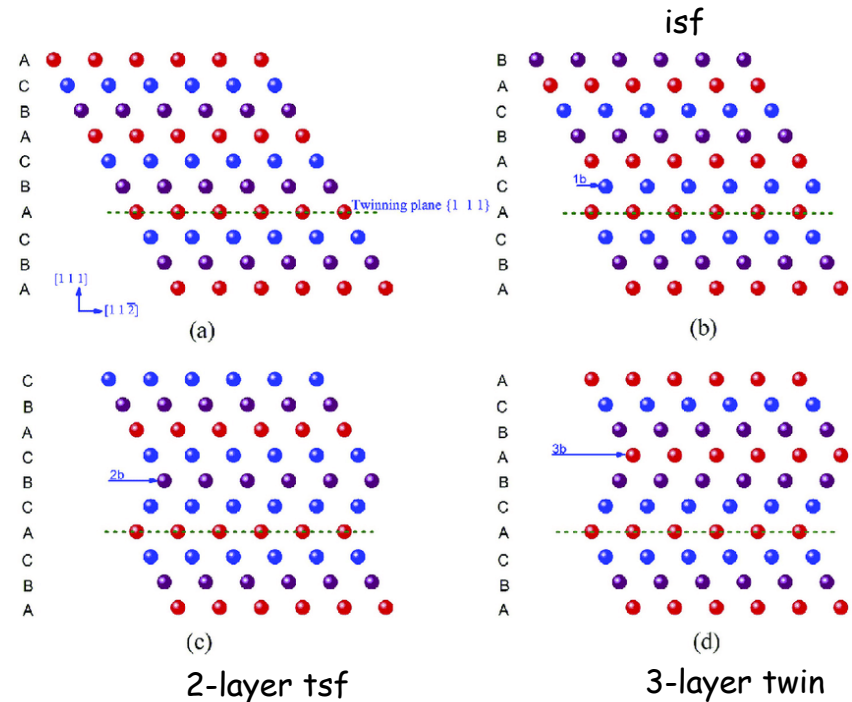 isf
A
C
B
A
C
B
A Twinning plane {1 1 1}
C
B
A
[1 1 1]
[1 1 2̅]
(a)
B
A
C
B
A
C 1b
A
C
B
A
(b)
C
B
A
C
B 2b
C
A
C
B
A
(c)
2-layer tsf
A
C
B
A 3b
B
C
A
C
B
A
(d)
3-layer twin